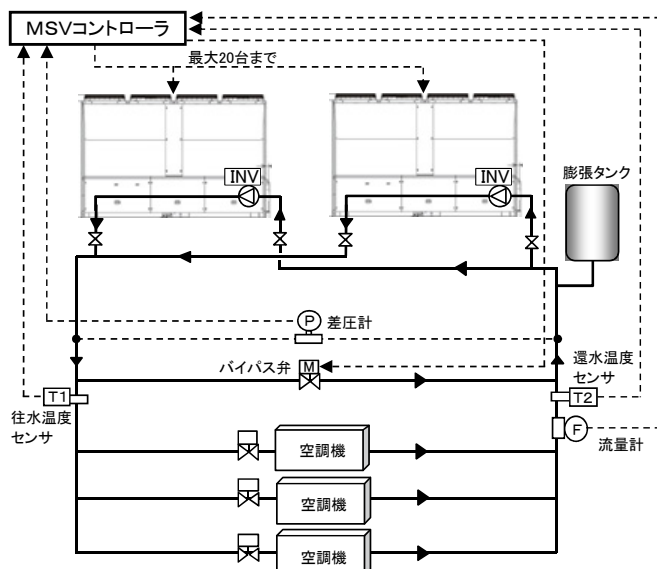 MSVコントローラ
最大20台まで
INV
INV
膨張タンク
P
差圧計
バイパス弁
M
還水温度
センサ
T1
T2
往水温度
センサ
F
流量計
空調機
空調機
空調機